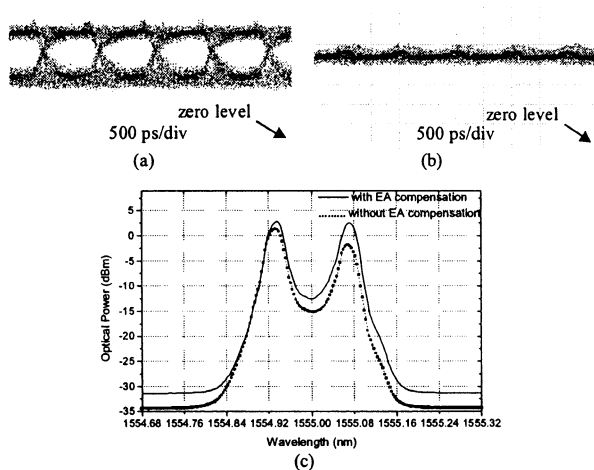 zero level
500 ps/div
(a)
zero level
500 ps/div
(b)
with EA compensation
without EA compensation
Optical Power (dBm)
5
0
-5
-10
-15
-20
-25
-30
-35
1554.68 1554.76 1554.84 1554.92 1555.00 1555.08 1555.16 1555.24 1555.32
Wavelength (nm)
(c)